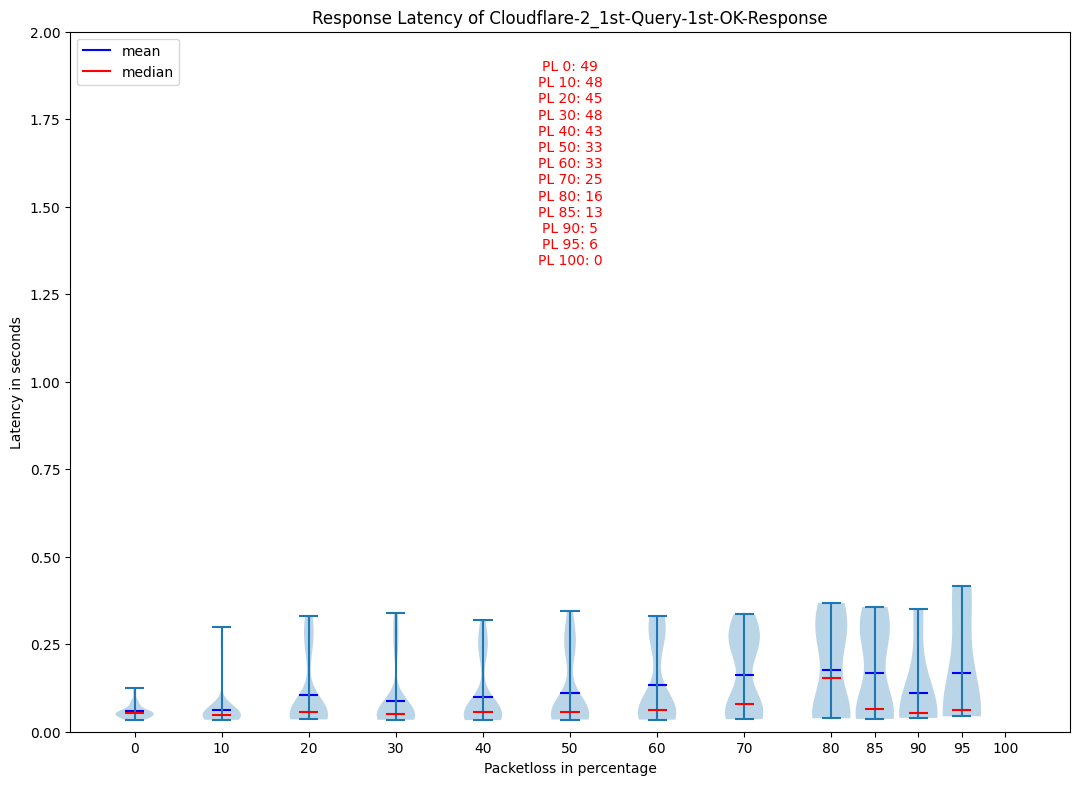 Response Latency of Cloudflare-2_1st-Query-1st-OK-Response
mean
median
PL 0: 49
PL 10: 48
PL 20: 45
PL 30: 48
PL 40: 43
PL 50: 33
PL 60: 33
PL 70: 25
PL 80: 16
PL 85: 13
PL 90: 5
PL 95: 6
PL 100: 0
Latency in seconds
2.00
1.75
1.50
1.25
1.00
0.75
0.50
0.25
0.00
0 10 20 30 40 50 60 70 80 85 90 95 100
Packetloss in percentage